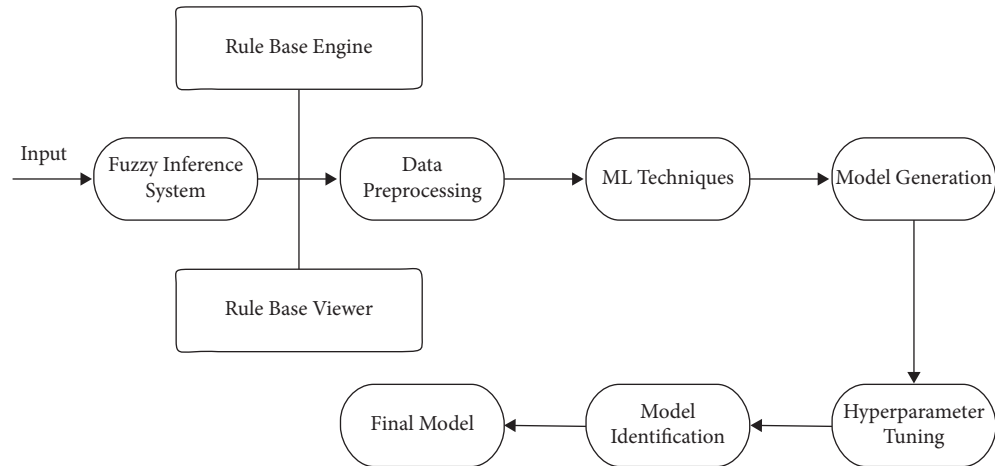 Rule Base Engine
Input
Fuzzy Inference
System
Data
Preprocessing
ML Techniques
Model Generation
Rule Base Viewer
Final Model
Model
Identification
Hyperparameter
Tuning